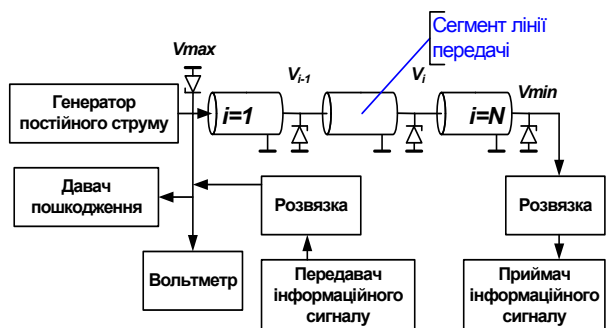 Сегмент лінії
передачі
Vmax
Vi-1
Vi
Vmin
Генератор
постійного струму
i=1
i=N
Давач
пошкодження
Розвязка
Розвязка
Вольтметр
Передавач
інформаційного
сигналу
Приймач
інформаційного
сигналу